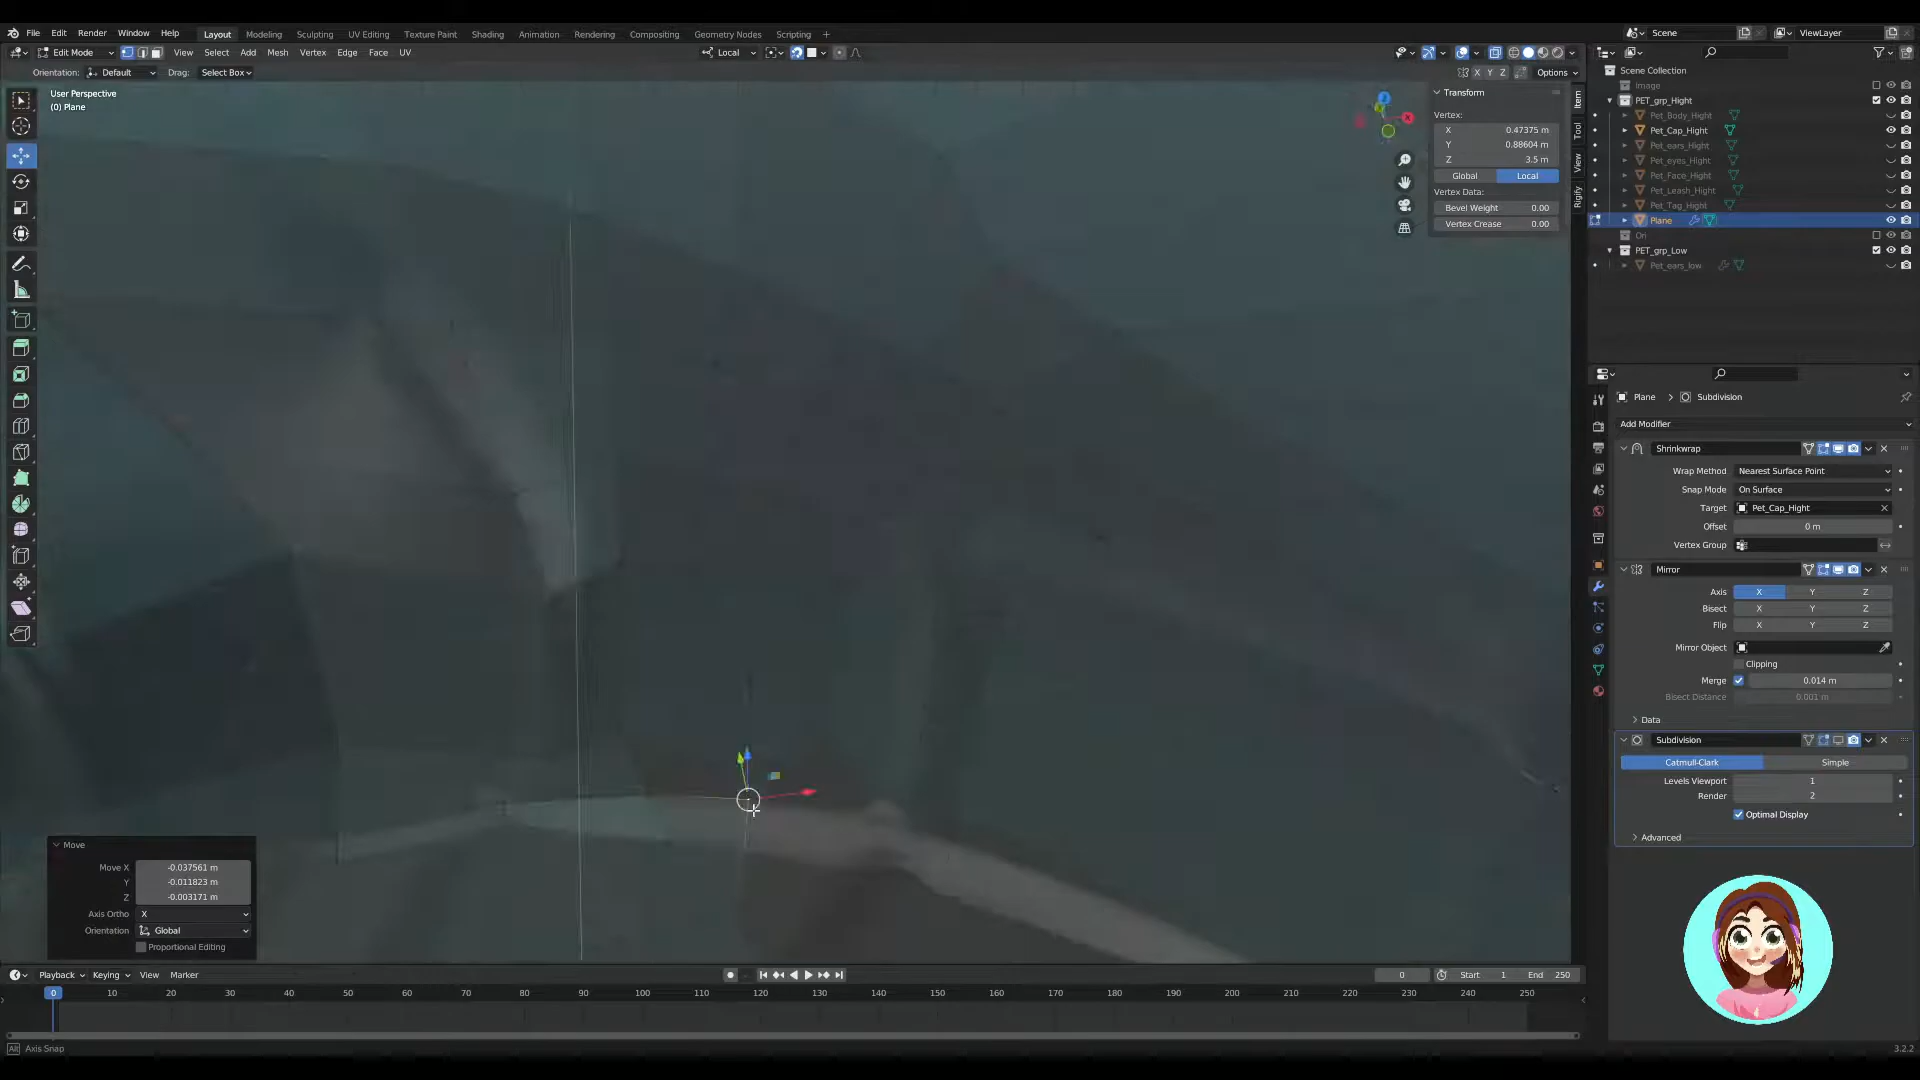 File Edit Render Window Help Layout Modeling Sculpting UV Editing Texture Paint Shading Animation Rendering Compositing Geometry Nodes Scripting +
Scene ViewLayer
Edit Mode View Select Add Mesh Vertex Edge Face UV Local
Orientation: Default Drag: Select Box X Y Z Options
User Perspective
(0) Plane
Transform
Vertex:
X 0.47375 m
Y 0.88604 m
Z 3.5 m
Global Local
Vertex Data:
Bevel Weight 0.00
Vertex Crease 0.00
Item
Tool
View
Rigify
Scene Collection
Image
PET_grp_Hight
Pet_Body_Hight
Pet_Cap_Hight
Pet_ears_Hight
Pet_eyes_Hight
Pet_Face_Hight
Pet_Leash_Hight
Pet_Tag_Hight
Plane
Ori
PET_grp_Low
Pet_ears_low
Plane > Subdivision
Add Modifier
Shrinkwrap
Wrap Method Nearest Surface Point
Snap Mode On Surface
Target Pet_Cap_Hight
Offset 0 m
Vertex Group
Mirror
Axis X Y Z
Bisect X Y Z
Flip X Y Z
Mirror Object
Clipping
Merge 0.014 m
Bisect Distance 0.001 m
Data
Subdivision
Catmull-Clark Simple
Levels Viewport 1
Render 2
Optimal Display
Advanced
Move
Move X -0.037561 m
Y -0.011823 m
Z -0.003171 m
Axis Ortho X
Orientation Global
Proportional Editing
Playback Keying View Marker 0 Start 1 End 250
0 10 20 30 40 50 60 70 80 90 100 110 120 130 140 150 160 170 180 190 200 210 220 230 240 250
Alt Axis Snap
3.2.2